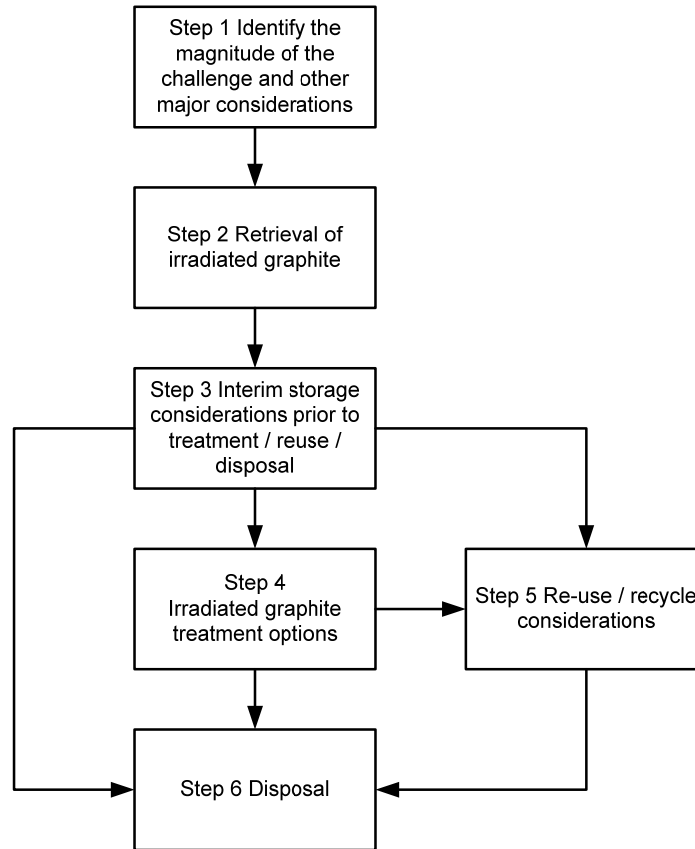 Step 1 Identify the
magnitude of the
challenge and other
major considerations
Step 2 Retrieval of
irradiated graphite
Step 3 Interim storage
considerations prior to
treatment / reuse /
disposal
Step 4
Irradiated graphite
treatment options
Step 5 Re-use / recycle
considerations
Step 6 Disposal